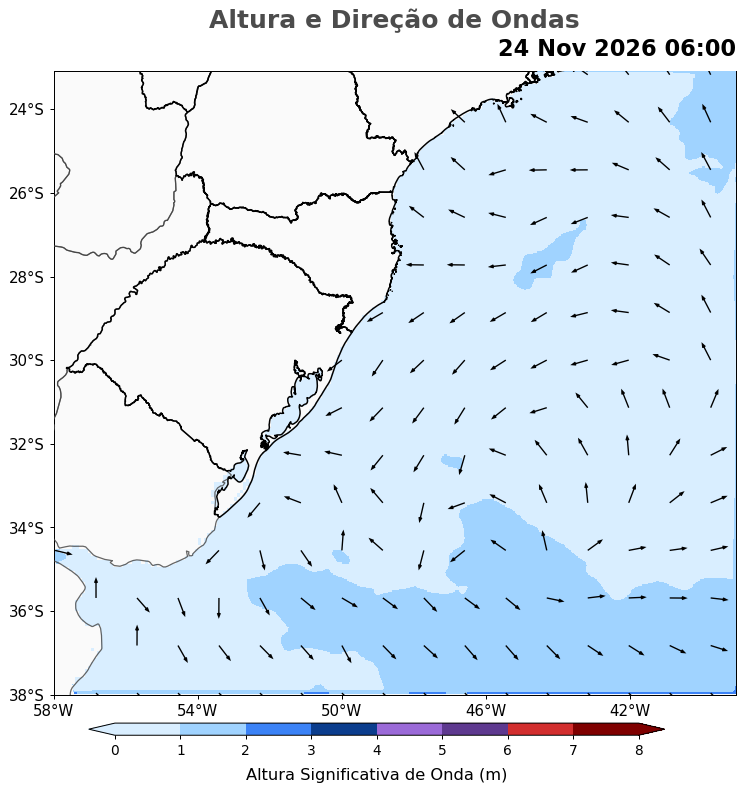 Altura e Direção de Ondas
24 Nov 2026 06:00
24°S
26°S
28°S
30°S
32°S
34°S
36°S
38°S
58°W 54°W 50°W 46°W 42°W
0 1 2 3 4 5 6 7 8
Altura Significativa de Onda (m)